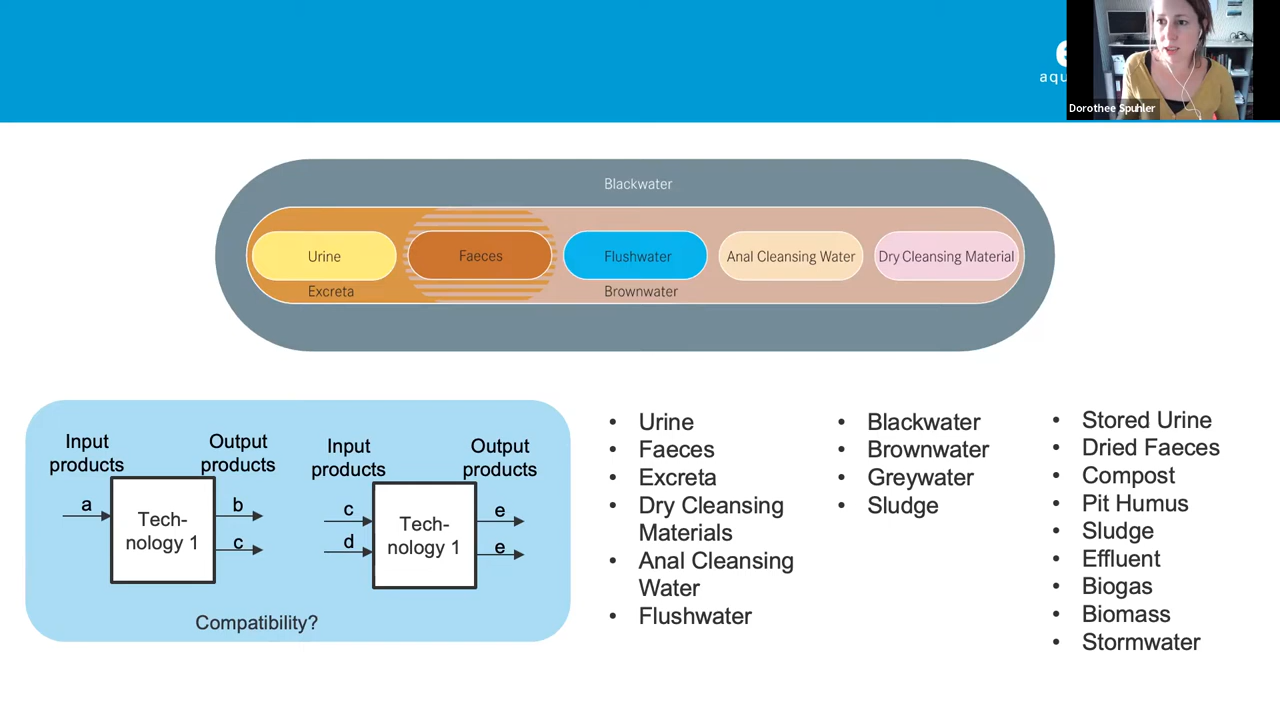 aqu
Dorothee Spuhler
Blackwater
Urine
Faeces
Flushwater
Anal Cleansing Water
Dry Cleansing Material
Excreta
Brownwater
Input
products
Output
products
a
Tech-
nology 1
b
c
Input
products
Output
products
c
d
Tech-
nology 1
e
e
Compatibility?
• Urine
• Faeces
• Excreta
• Dry Cleansing
Materials
• Anal Cleansing
Water
• Flushwater
• Blackwater
• Brownwater
• Greywater
• Sludge
• Stored Urine
• Dried Faeces
• Compost
• Pit Humus
• Sludge
• Effluent
• Biogas
• Biomass
• Stormwater